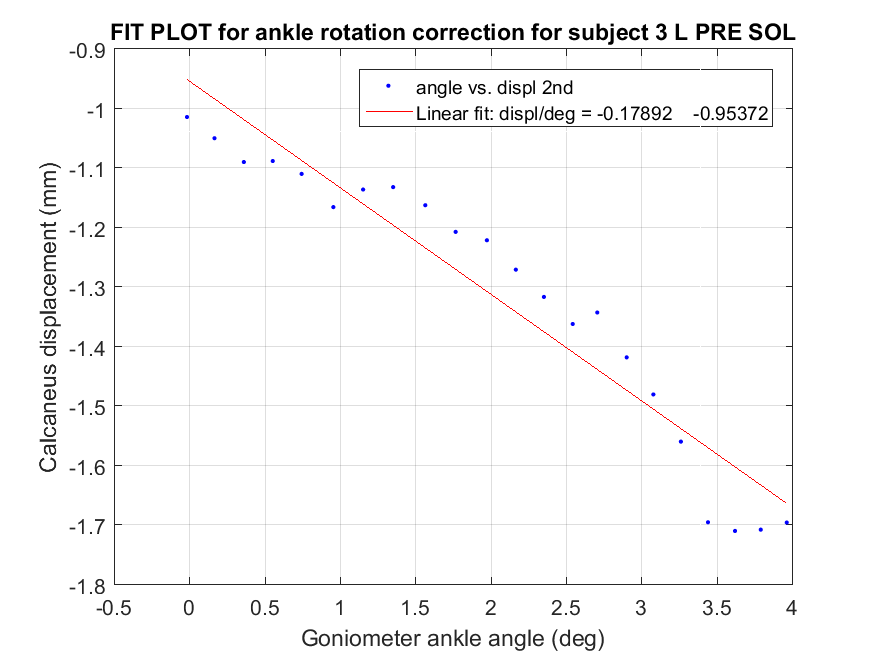 FIT PLOT for ankle rotation correction for subject 3 L PRE SOL
angle vs. displ 2nd
Linear fit: displ/deg = -0.17892 -0.95372
Calcaneus displacement (mm)
-0.9
-1
-1.1
-1.2
-1.3
-1.4
-1.5
-1.6
-1.7
-1.8
-0.5 0 0.5 1 1.5 2 2.5 3 3.5 4
Goniometer ankle angle (deg)